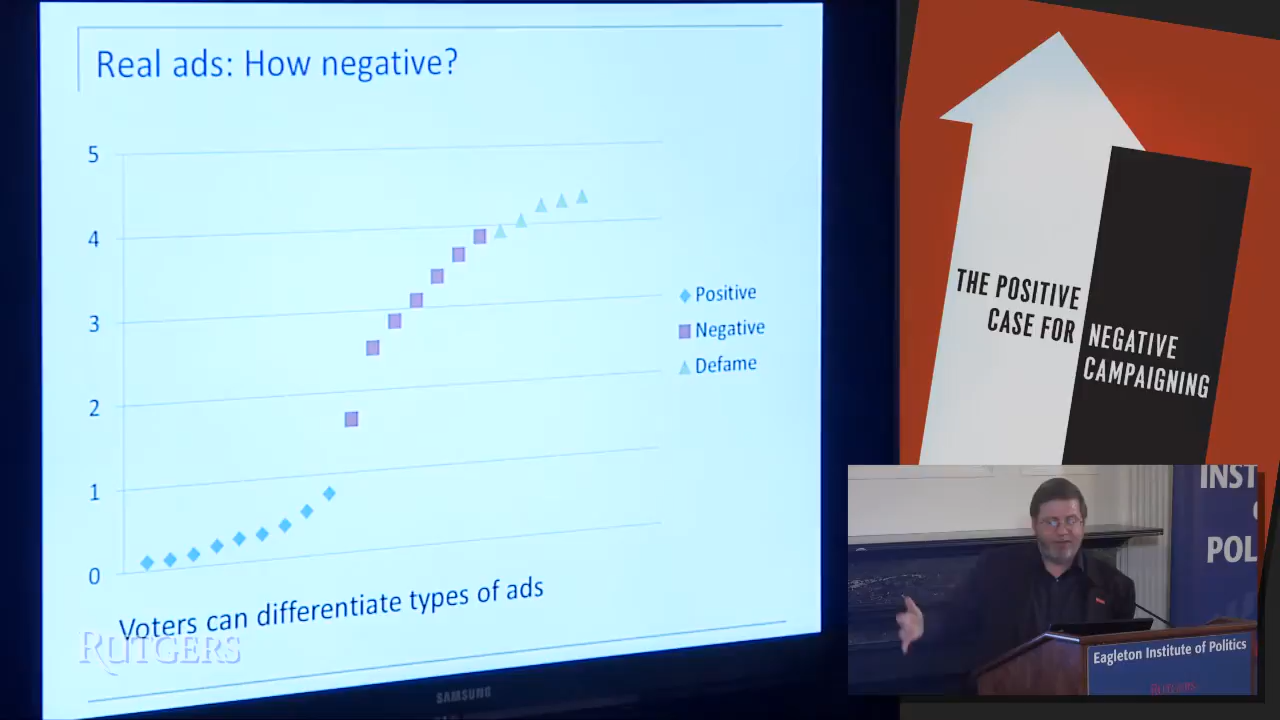 Real ads: How negative?
5
4
3
2
1
0
Positive
Negative
Defame
Voters can differentiate types of ads
RUTGERS
SAMSUNG
THE POSITIVE
CASE FOR
NEGATIVE
CAMPAIGNING
INST
POL
Eagleton Institute of Politics
RUTGERS